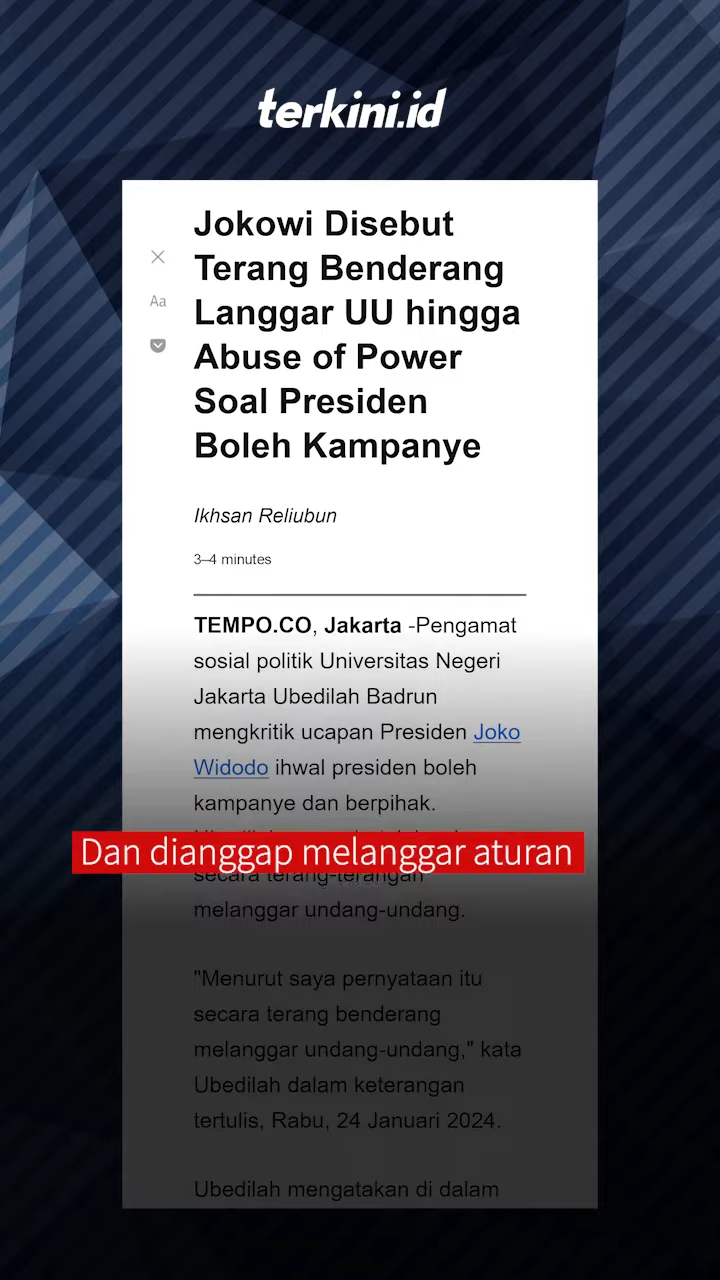 terkini.id
Jokowi Disebut
Terang Benderang
Langgar UU hingga
Abuse of Power
Soal Presiden
Boleh Kampanye
Aa
Ikhsan Reliubun
3–4 minutes
TEMPO.CO, Jakarta -Pengamat
sosial politik Universitas Negeri
Jakarta Ubedilah Badrun
mengkritik ucapan Presiden Joko
Widodo ihwal presiden boleh
kampanye dan berpihak.
Dan dianggap melanggar aturan
secara terang-terangan
melanggar undang-undang.
"Menurut saya pernyataan itu
secara terang benderang
melanggar undang-undang," kata
Ubedilah dalam keterangan
tertulis, Rabu, 24 Januari 2024.
Ubedilah mengatakan di dalam